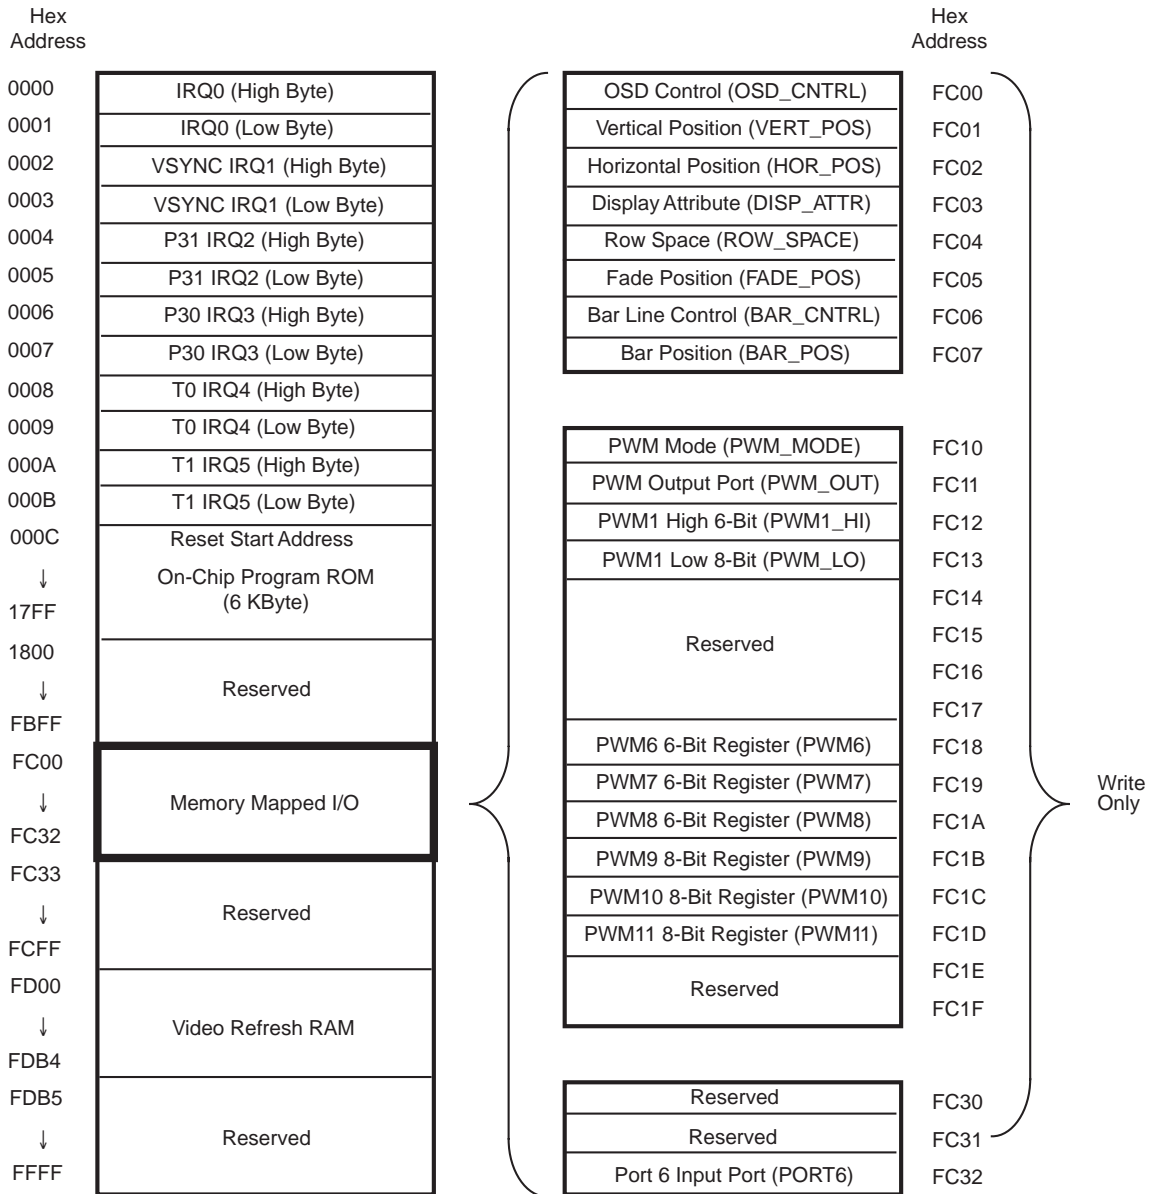 Hex
Address
0000 IRQ0 (High Byte)
0001 IRQ0 (Low Byte)
0002 VSYNC IRQ1 (High Byte)
0003 VSYNC IRQ1 (Low Byte)
0004 P31 IRQ2 (High Byte)
0005 P31 IRQ2 (Low Byte)
0006 P30 IRQ3 (High Byte)
0007 P30 IRQ3 (Low Byte)
0008 T0 IRQ4 (High Byte)
0009 T0 IRQ4 (Low Byte)
000A T1 IRQ5 (High Byte)
000B T1 IRQ5 (Low Byte)
000C Reset Start Address
↓ On-Chip Program ROM
(6 KByte)
17FF
1800
↓ Reserved
FBFF
FC00
↓ Memory Mapped I/O
FC32
FC33
↓ Reserved
FCFF
FD00
↓ Video Refresh RAM
FDB4
FDB5
↓ Reserved
FFFF
Hex
Address
OSD Control (OSD_CNTRL) FC00
Vertical Position (VERT_POS) FC01
Horizontal Position (HOR_POS) FC02
Display Attribute (DISP_ATTR) FC03
Row Space (ROW_SPACE) FC04
Fade Position (FADE_POS) FC05
Bar Line Control (BAR_CNTRL) FC06
Bar Position (BAR_POS) FC07
PWM Mode (PWM_MODE) FC10
PWM Output Port (PWM_OUT) FC11
PWM1 High 6-Bit (PWM1_HI) FC12
PWM1 Low 8-Bit (PWM_LO) FC13
FC14
Reserved FC15
FC16
FC17
PWM6 6-Bit Register (PWM6) FC18
PWM7 6-Bit Register (PWM7) FC19
PWM8 6-Bit Register (PWM8) FC1A
PWM9 8-Bit Register (PWM9) FC1B
PWM10 8-Bit Register (PWM10) FC1C
PWM11 8-Bit Register (PWM11) FC1D
FC1E
Reserved
FC1F
Reserved FC30
Reserved FC31
Port 6 Input Port (PORT6) FC32
Write
Only